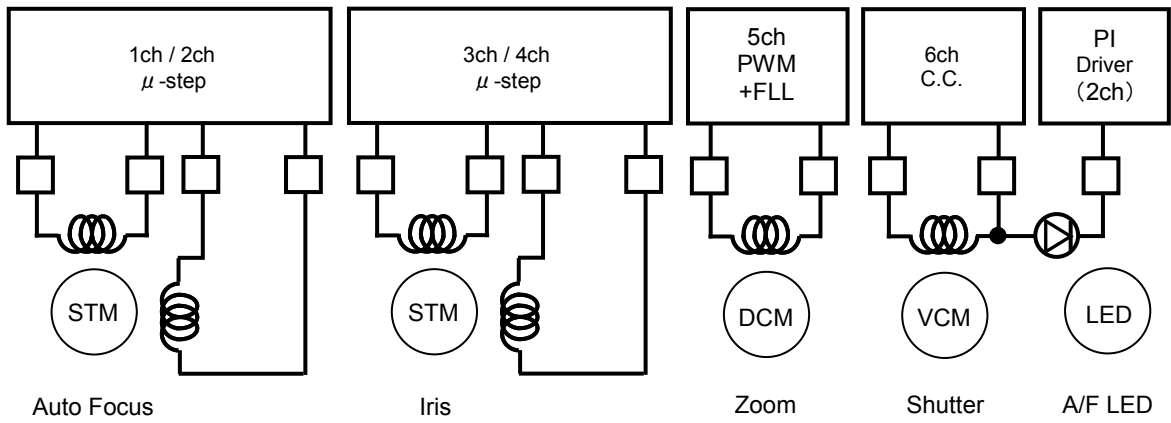 1ch / 2ch
μ-step
3ch / 4ch
μ-step
5ch
PWM
+FLL
6ch
C.C.
PI
Driver
（2ch）
STM
STM
DCM
VCM
LED
Auto Focus
Iris
Zoom
Shutter
A/F LED